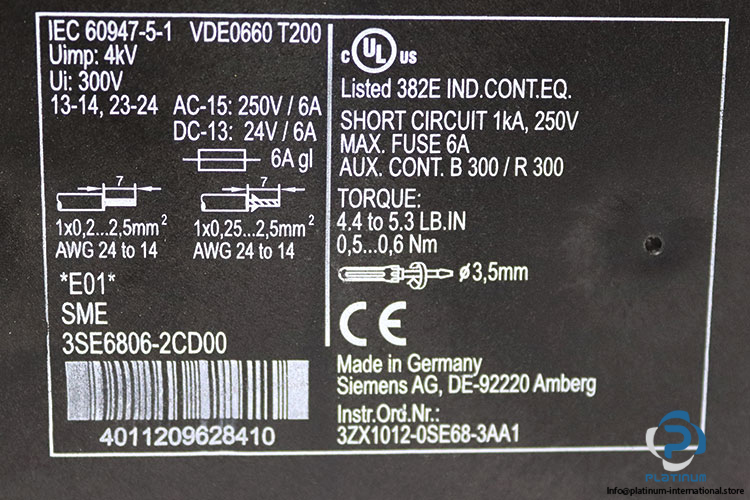 IEC 60947-5-1 VDE0660 T200
Uimp: 4kV
Ui: 300V
13-14, 23-24 AC-15: 250V / 6A
DC-13: 24V / 6A
6A gl
7 7
1x0,2...2,5mm² 1x0,25...2,5mm²
AWG 24 to 14 AWG 24 to 14
*E01*
SME
3SE6806-2CD00
4011209628410
c UL US
Listed 382E IND.CONT.EQ.
SHORT CIRCUIT 1kA, 250V
MAX. FUSE 6A
AUX. CONT. B 300 / R 300
TORQUE:
4.4 to 5.3 LB.IN
0,5...0,6 Nm
ø3,5mm
CE
Made in Germany
Siemens AG, DE-92220 Amberg
Instr.Ord.Nr.:
3ZX1012-0SE68-3AA1
PLATINUM
Info@platinum-international.store